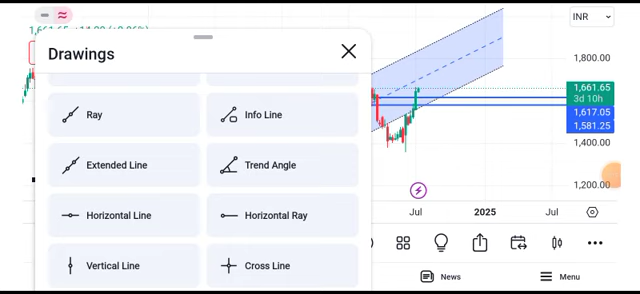 INR
Drawings
1,800.00
1,661.65
3d 10h
1,617.05
1,581.25
1,400.00
1,200.00
Ray
Info Line
Extended Line
Trend Angle
Horizontal Line
Horizontal Ray
Vertical Line
Cross Line
Jul
2025
Jul
News
Menu